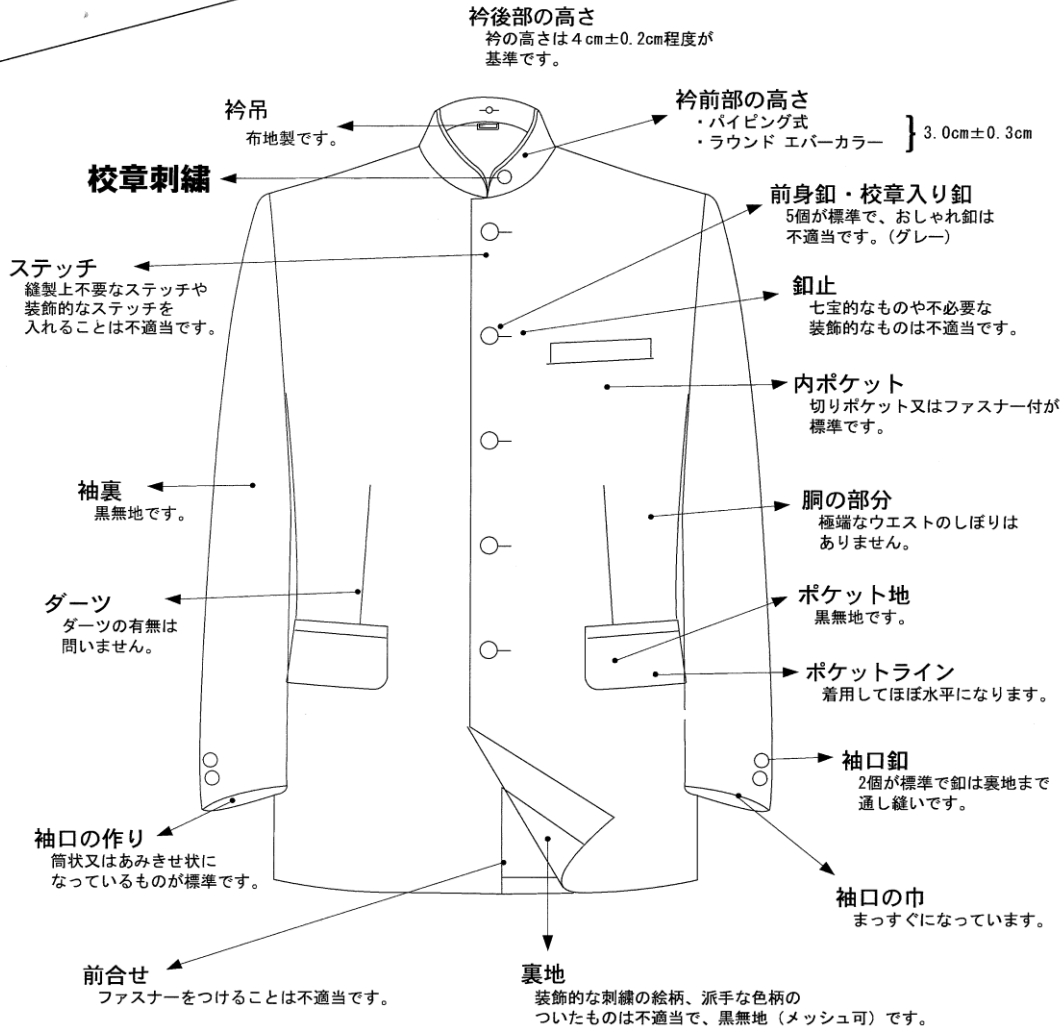 衿後部の高さ
衿の高さは4cm±0.2cm程度が
基準です。
衿吊
布地製です。
衿前部の高さ
・パイピング式
・ラウンド エバーカラー
3.0cm±0.3cm
校章刺繍
前身釦・校章入り釦
5個が標準で、おしゃれ釦は
不適当です。(グレー)
ステッチ
縫製上不要なステッチや
装飾的なステッチを
入れることは不適当です。
釦止
七宝的なものや不必要な
装飾的なものは不適当です。
内ポケット
切りポケット又はファスナー付が
標準です。
袖裏
黒無地です。
胴の部分
極端なウエストのしぼりは
ありません。
ダーツ
ダーツの有無は
問いません。
ポケット地
黒無地です。
ポケットライン
着用してほぼ水平になります。
袖口釦
2個が標準で釦は裏地まで
通し縫いです。
袖口の作り
筒状又はあみきせ状に
なっているものが標準です。
袖口の巾
まっすぐになっています。
前合せ
ファスナーをつけることは不適当です。
裏地
装飾的な刺繍の絵柄、派手な色柄の
ついたものは不適当で、黒無地（メッシュ可）です。